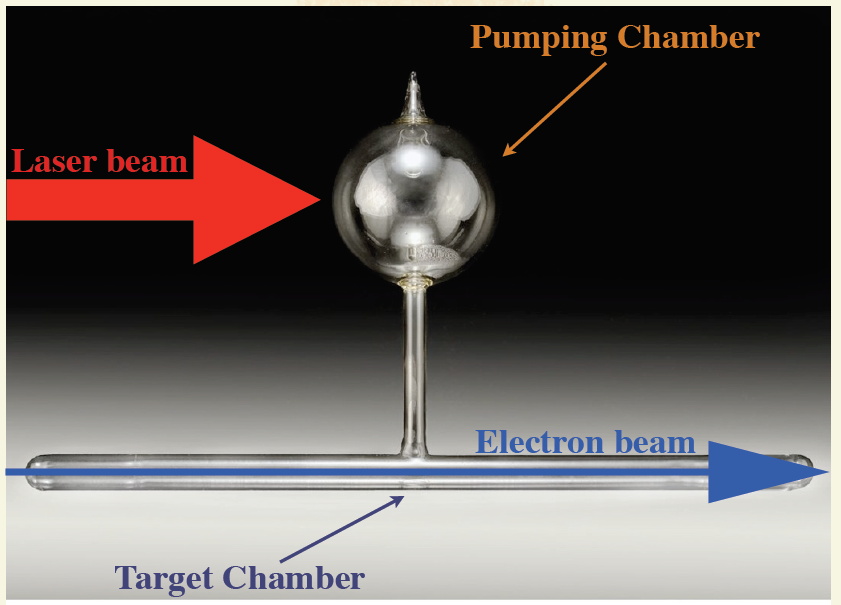 Pumping Chamber
Laser beam
Electron beam
Target Chamber